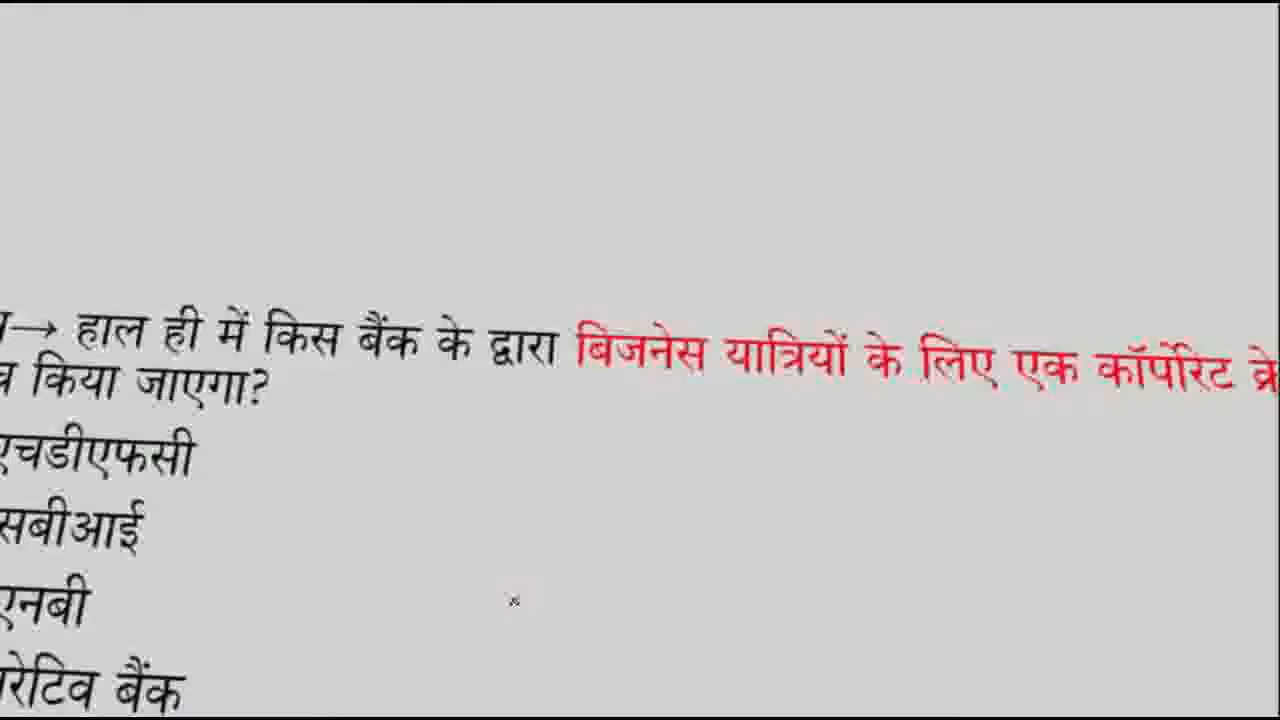 → हाल ही में किस बैंक के द्वारा बिजनेस यात्रियों के लिए एक कॉर्पोरेट
किया जाएगा?
एचडीएफसी
सबीआई
एनबी
रेटिव बैंक